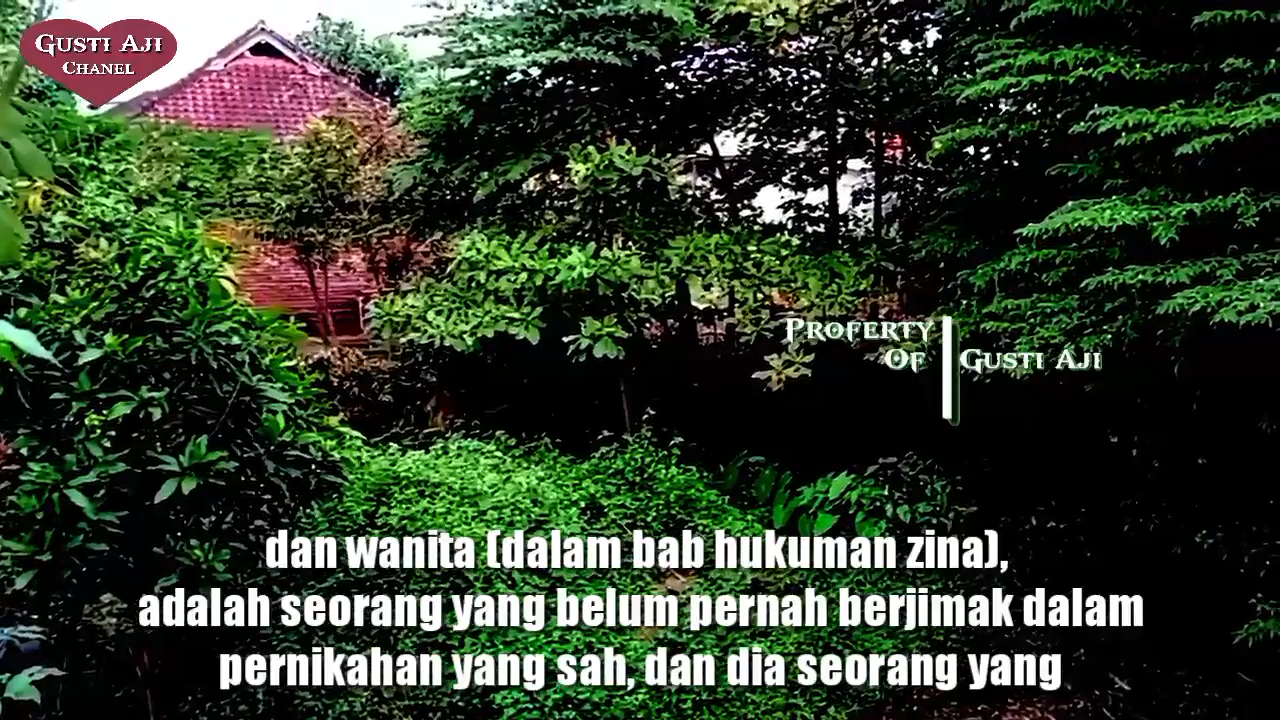 Gusti Aji
Chanel
Proferty
Of
Gusti Aji
dan wanita (dalam bab hukuman zina),
adalah seorang yang belum pernah berjimak dalam
pernikahan yang sah, dan dia seorang yang